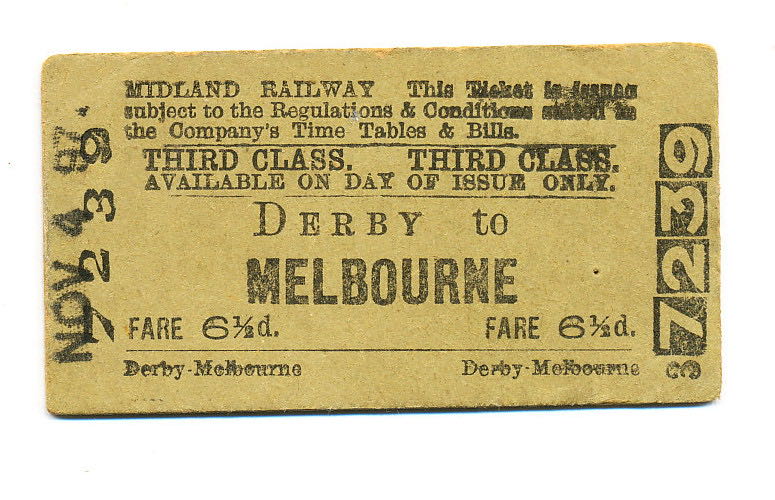 MIDLAND RAILWAY This Ticket is issued
subject to the Regulations & Conditions stated in
the Company's Time Tables & Bills.
THIRD CLASS. THIRD CLASS.
AVAILABLE ON DAY OF ISSUE ONLY.
DERBY to
MELBOURNE
FARE 6½d. FARE 6½d.
Derby-Melbourne Derby-Melbourne
NOV 4 97
7239
7239